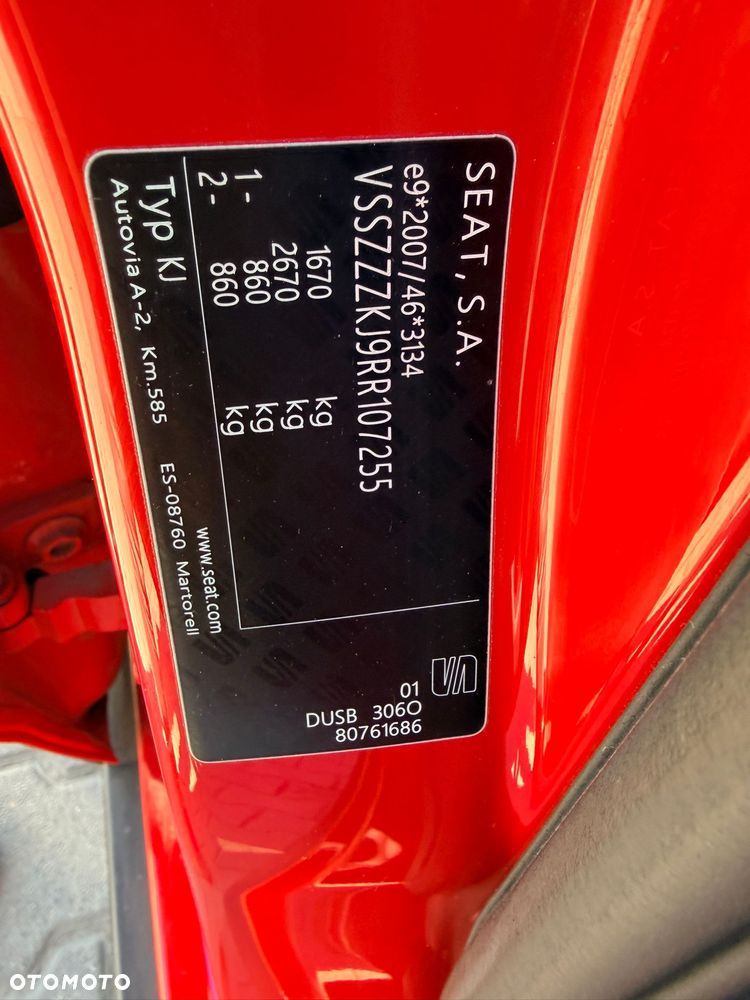 SEAT, S.A.
e9*2007/46*3134
VSSZZZKJ9RR107255
1670 kg
2670 kg
1- 860 kg
2- 860 kg
Typ KJ
www.seat.com
Autovia A-2, Km.585 ES-08760 Martorell
01
DUSB 306O
80761686
OTOMOTO